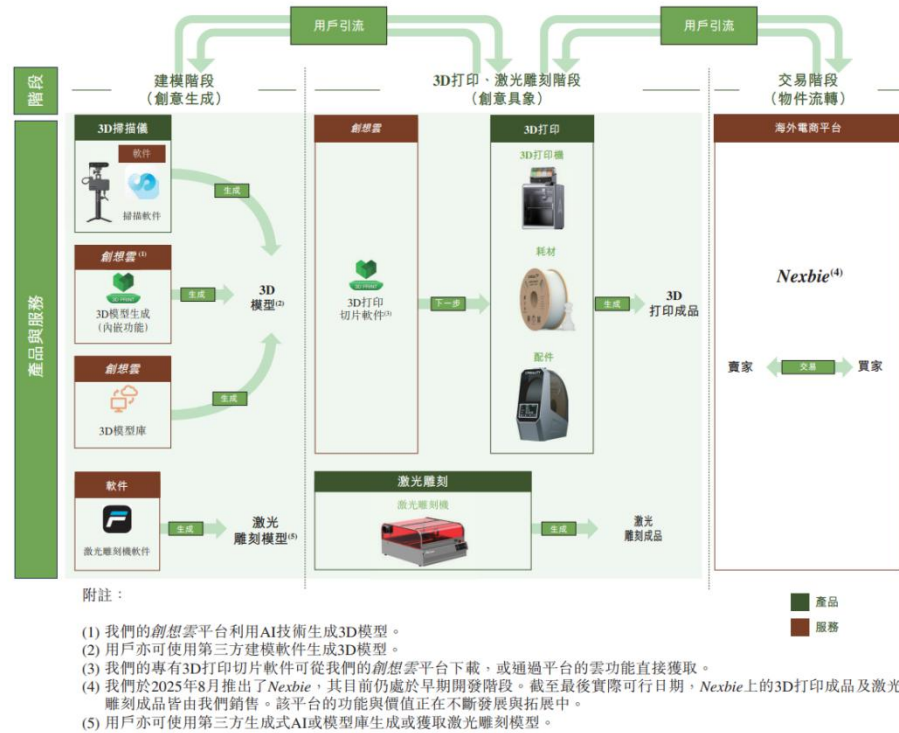 用戶引流
用戶引流
階段
建模階段
（創意生成）
3D打印、激光雕刻階段
（創意具象）
交易階段
（物件流轉）
產品與服務
3D掃描儀
軟件
掃描軟件
生成
創想雲(1)
3D PRINT
3D模型生成
（內嵌功能）
生成
3D
模型(2)
創想雲
3D模型庫
生成
軟件
激光雕刻機軟件
生成
激光
雕刻模型(5)
創想雲
3D PRINT
3D打印
切片軟件(3)
下一步
3D打印
3D打印機
耗材
配件
生成
3D
打印成品
激光雕刻
激光雕刻機
生成
激光
雕刻成品
海外電商平台
Nexbie(4)
賣家
交易
買家
附註：
產品
服務
(1) 我們的創想雲平台利用AI技術生成3D模型。
(2) 用戶亦可使用第三方建模軟件生成3D模型。
(3) 我們的專有3D打印切片軟件可從我們的創想雲平台下載，或通過平台的雲功能直接獲取。
(4) 我們於2025年8月推出了Nexbie，其目前仍處於早期開發階段。截至最後實際可行日期，Nexbie上的3D打印成品及激光
雕刻成品皆由我們銷售。該平台的功能與價值正在不斷發展與拓展中。
(5) 用戶亦可使用第三方生成式AI或模型庫生成或獲取激光雕刻模型。